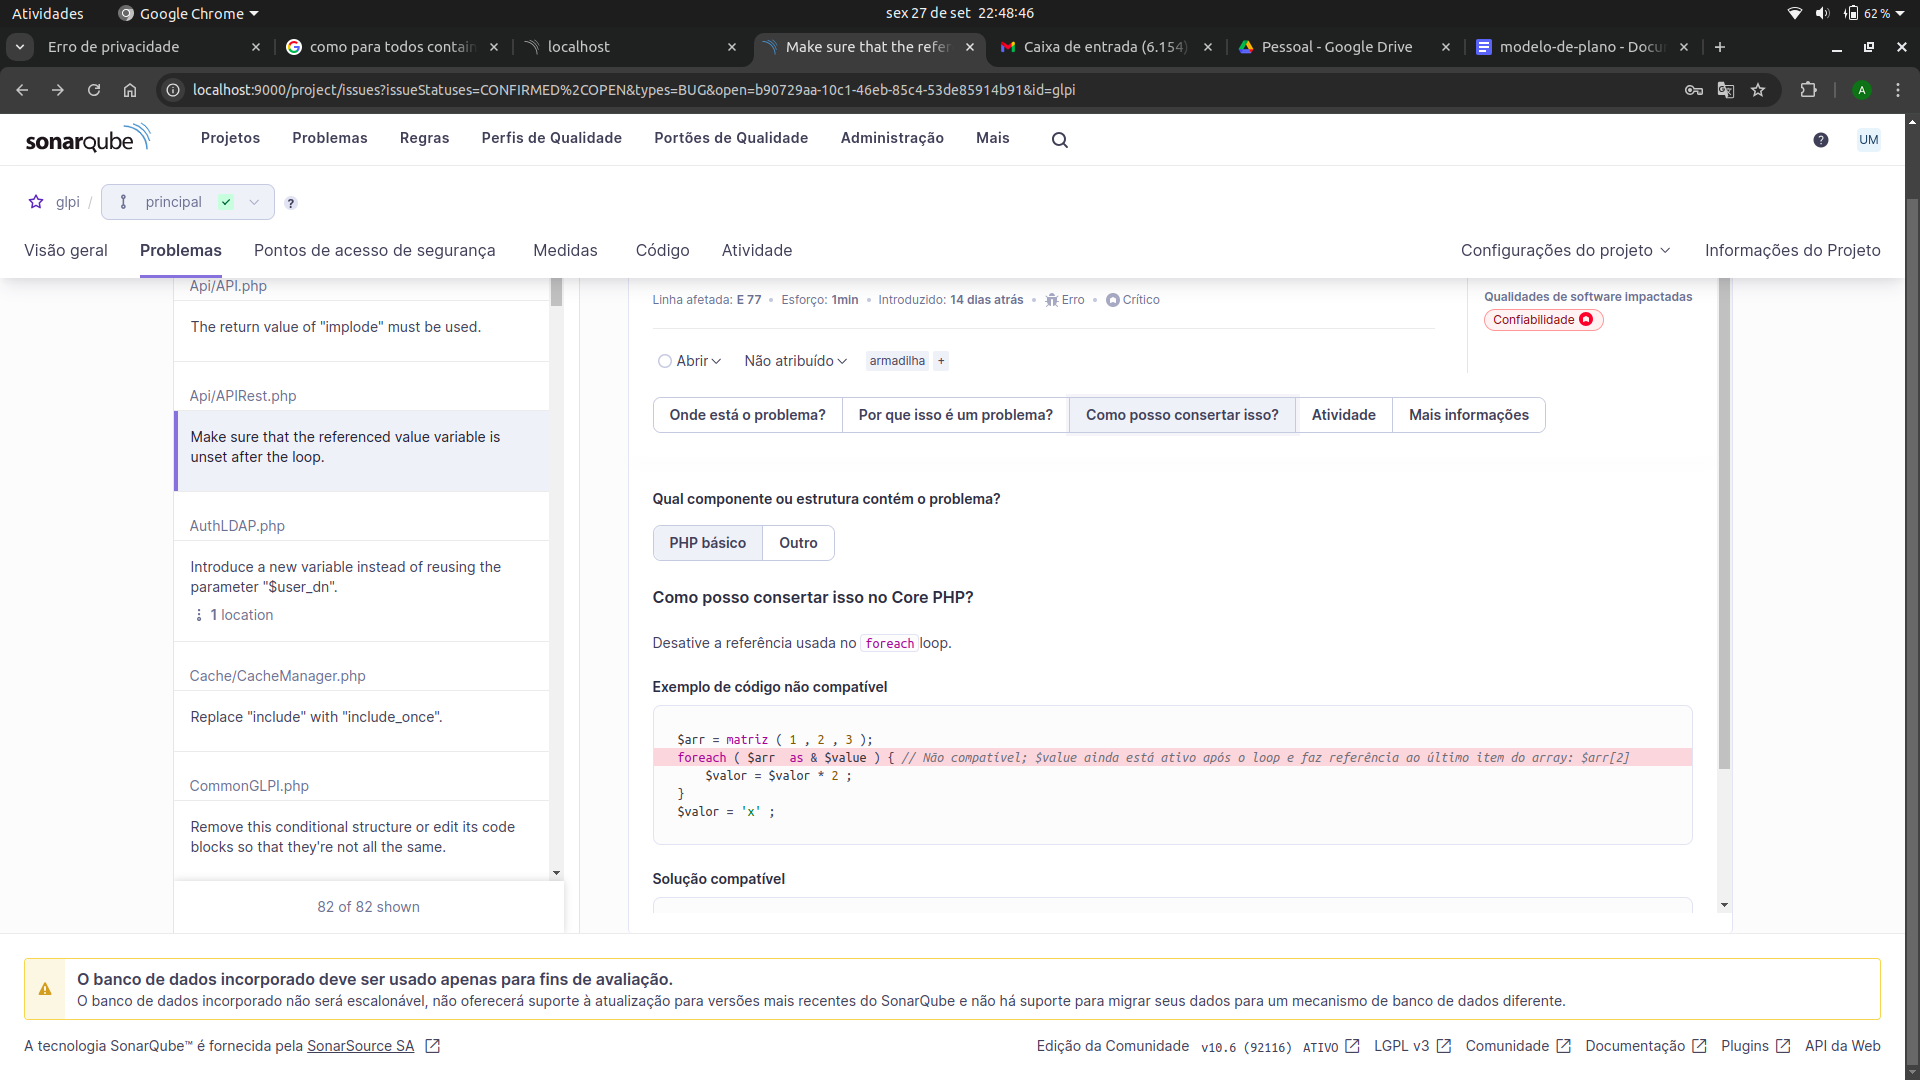 Atividades
Google Chrome
sex 27 de set 22:48:46
62 %
Erro de privacidade
como para todos contain
localhost
Make sure that the refer
Caixa de entrada (6.154)
Pessoal - Google Drive
modelo-de-plano - Docu
localhost:9000/project/issues?issueStatuses=CONFIRMED%2COPEN&types=BUG&open=b90729aa-10c1-46eb-85c4-53de85914b91&id=glpi
A
sonarqube
Projetos
Problemas
Regras
Perfis de Qualidade
Portões de Qualidade
Administração
Mais
?
UM
glpi /
principal
?
Visão geral
Problemas
Pontos de acesso de segurança
Medidas
Código
Atividade
Configurações do projeto
Informações do Projeto
Api/API.php
The return value of "implode" must be used.
Api/APIRest.php
Make sure that the referenced value variable is
unset after the loop.
AuthLDAP.php
Introduce a new variable instead of reusing the
parameter "$user_dn".
1 location
Cache/CacheManager.php
Replace "include" with "include_once".
CommonGLPI.php
Remove this conditional structure or edit its code
blocks so that they're not all the same.
82 of 82 shown
Linha afetada: E 77 • Esforço: 1min • Introduzido: 14 dias atrás • Erro • Crítico
Qualidades de software impactadas
Confiabilidade
Abrir
Não atribuído
armadilha
+
Onde está o problema?
Por que isso é um problema?
Como posso consertar isso?
Atividade
Mais informações
Qual componente ou estrutura contém o problema?
PHP básico
Outro
Como posso consertar isso no Core PHP?
Desative a referência usada no foreach loop.
Exemplo de código não compatível
$arr = matriz ( 1 , 2 , 3 );
foreach ( $arr  as & $value ) { // Não compatível; $value ainda está ativo após o loop e faz referência ao último item do array: $arr[2]
$valor = $valor * 2 ;
}
$valor = 'x' ;
Solução compatível
O banco de dados incorporado deve ser usado apenas para fins de avaliação.
O banco de dados incorporado não será escalonável, não oferecerá suporte à atualização para versões mais recentes do SonarQube e não há suporte para migrar seus dados para um mecanismo de banco de dados diferente.
A tecnologia SonarQube™ é fornecida pela SonarSource SA
Edição da Comunidade
v10.6 (92116)
ATIVO
LGPL v3
Comunidade
Documentação
Plugins
API da Web